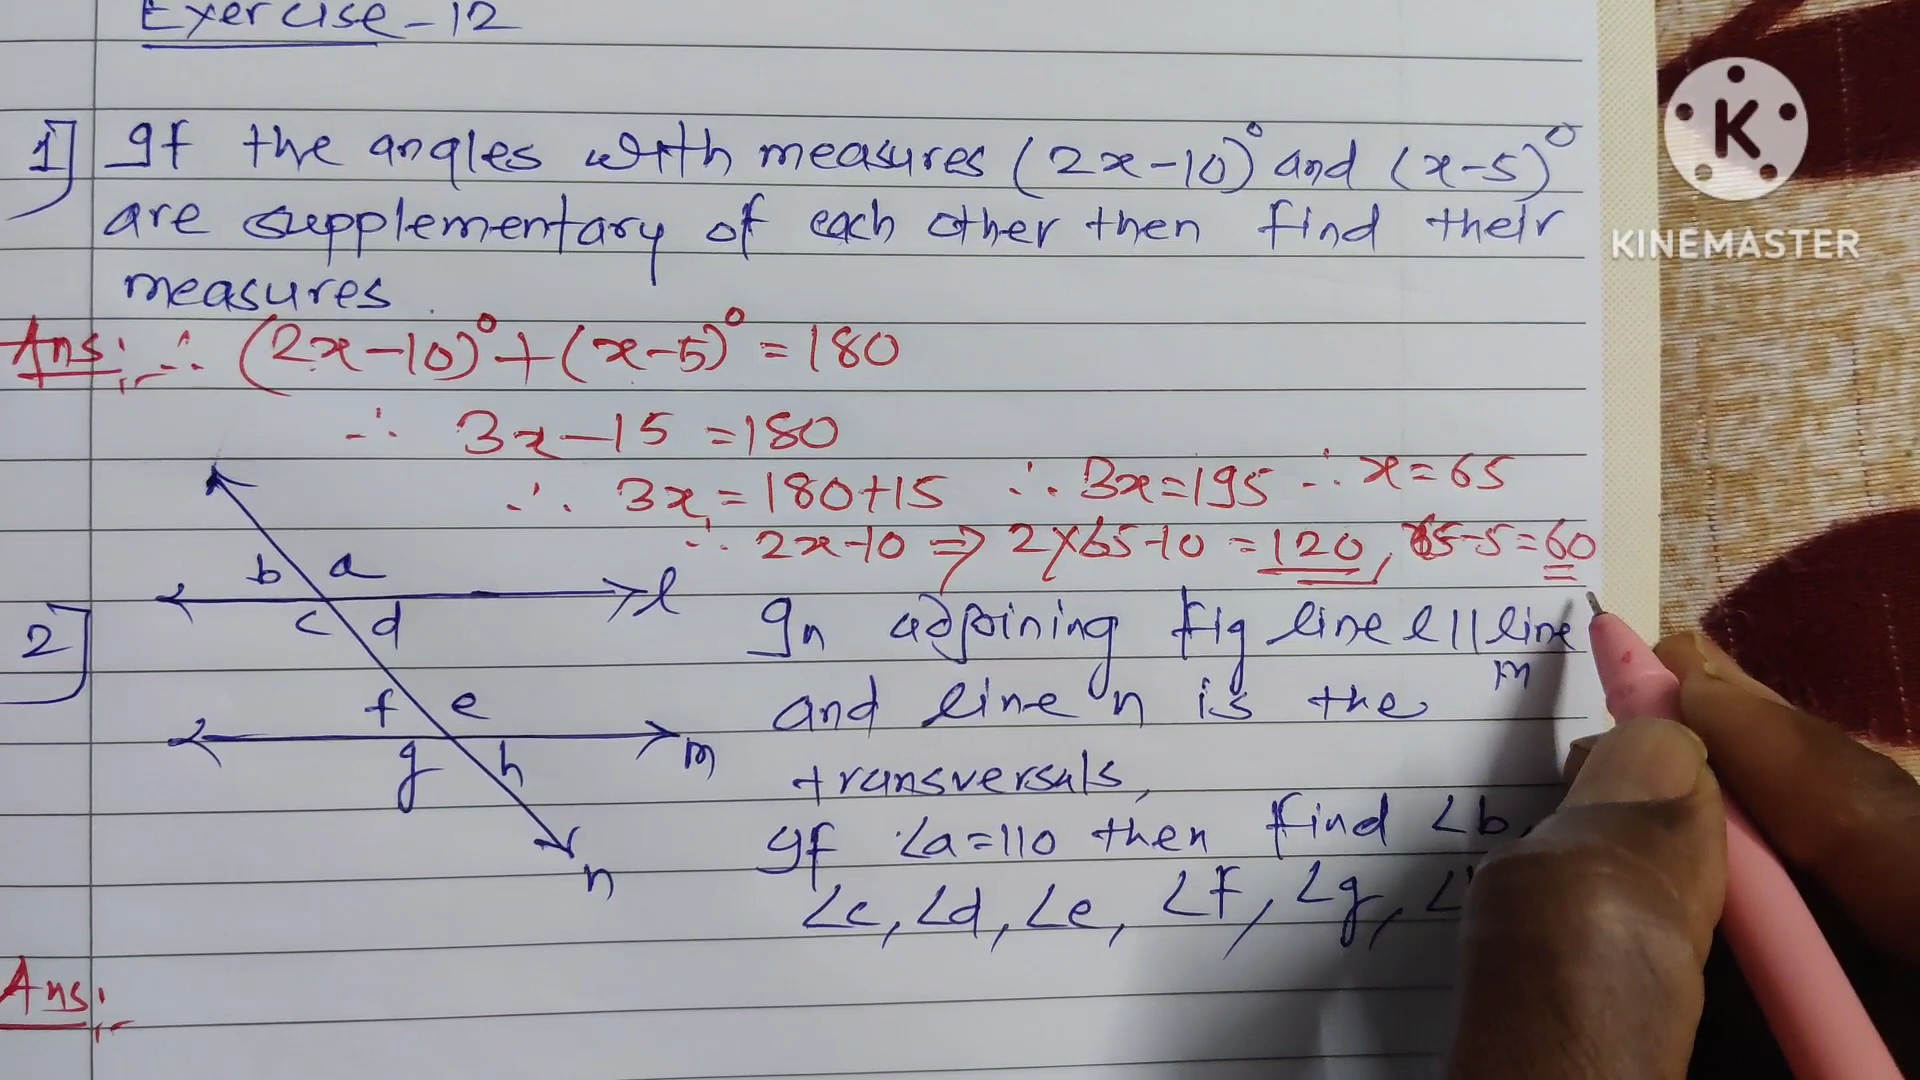 Exercise-12
1] If the angles with measures (2x-10)° and (x-5)°
are supplementary of each other then find their
measures.
Ans:- ∴ (2x-10)°+(x-5)° = 180
∴ 3x-15 = 180
∴ 3x = 180+15 ∴ 3x=195 ∴ x=65
∴ 2x-10 ⇒ 2×65-10 = 120, 65-5=60
2]
b a
c d
l
f e
g h
m
n
In adjoining fig line l || line
m
and line n is the
transversals,
If ∠a=110 then find ∠b,
∠c, ∠d, ∠e, ∠f, ∠g, ∠
Ans:-
K
KINEMASTER